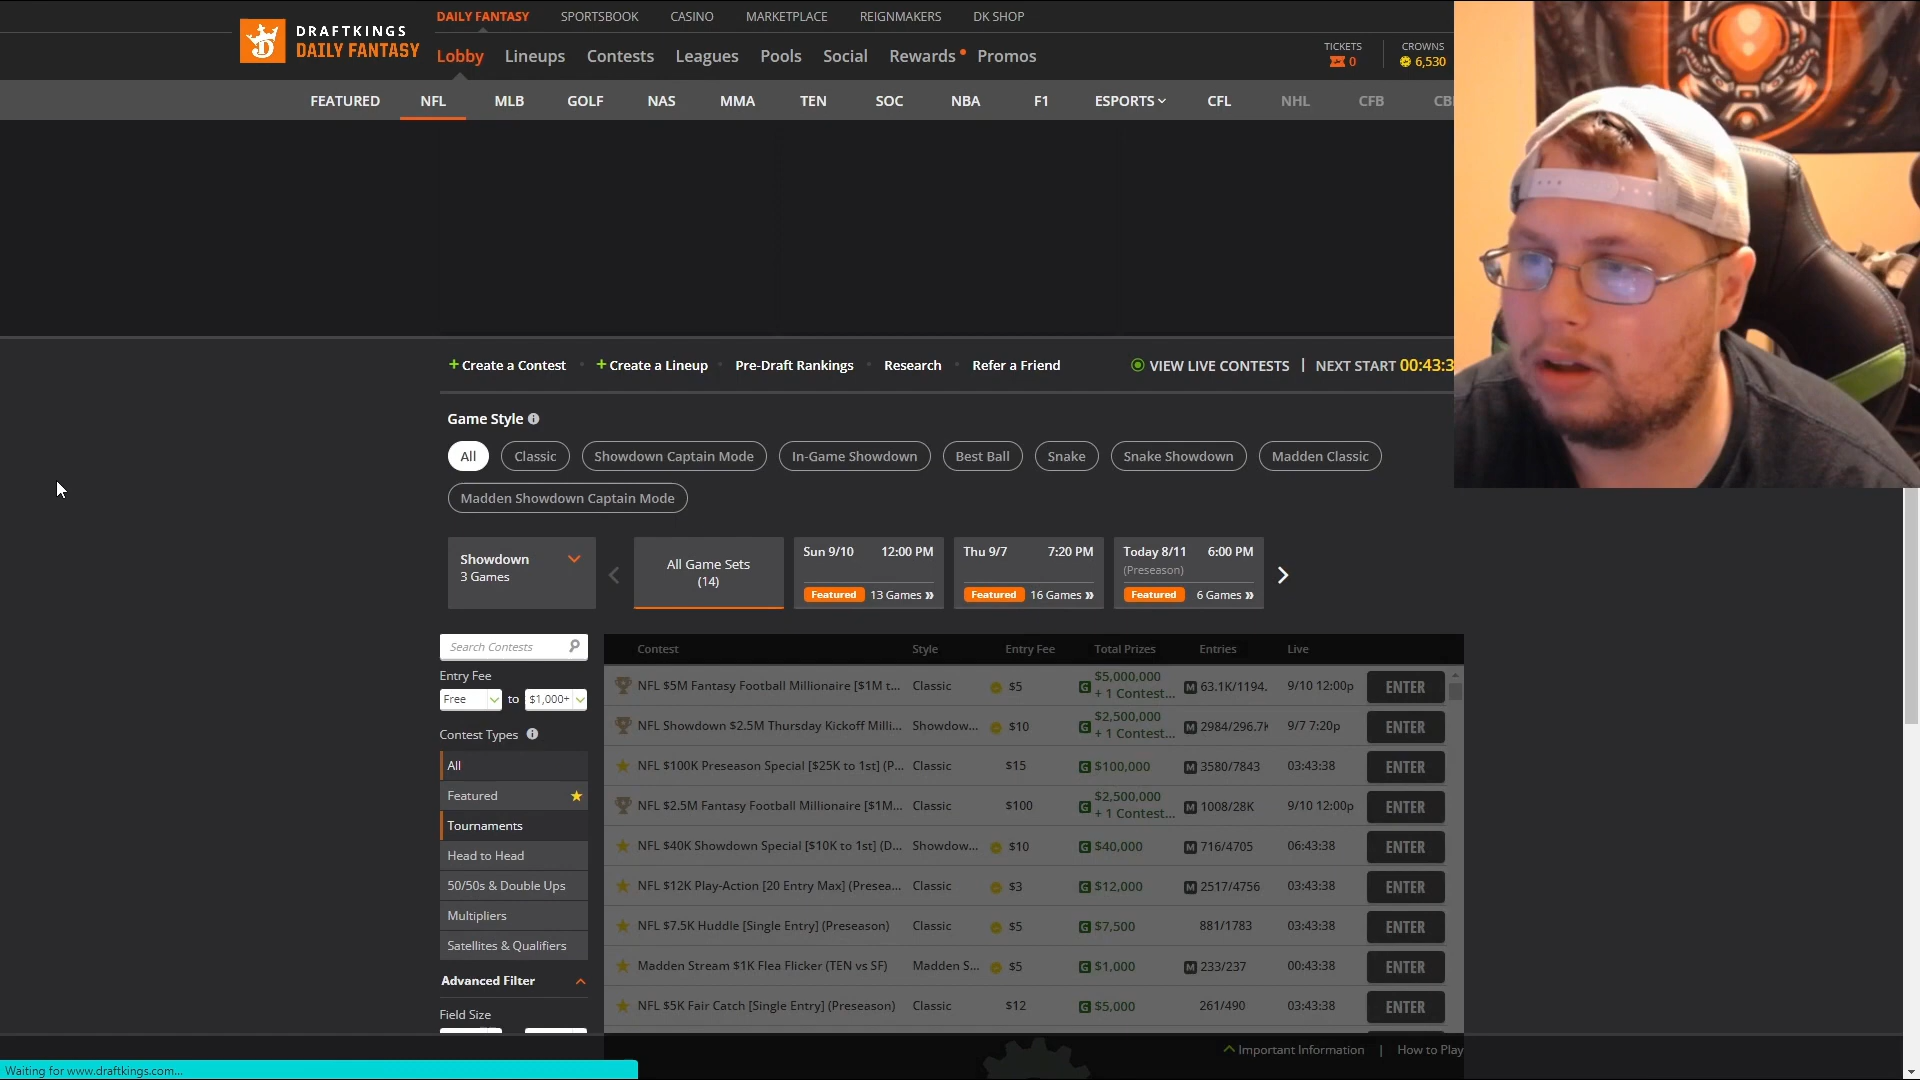 DAILY FANTASY SPORTSBOOK CASINO MARKETPLACE REIGNMAKERS DK SHOP
DRAFTKINGS
DAILY FANTASY
Lobby Lineups Contests Leagues Pools Social Rewards Promos
TICKETS
0
CROWNS
6,530
FEATURED NFL MLB GOLF NAS MMA TEN SOC NBA F1 ESPORTS CFL NHL CFB CB
+ Create a Contest + Create a Lineup Pre-Draft Rankings Research Refer a Friend VIEW LIVE CONTESTS | NEXT START 00:43:3
Game Style
All Classic Showdown Captain Mode In-Game Showdown Best Ball Snake Snake Showdown Madden Classic
Madden Showdown Captain Mode
Showdown
3 Games
All Game Sets
(14)
Sun 9/10 12:00 PM
Featured 13 Games »
Thu 9/7 7:20 PM
Featured 16 Games »
Today 8/11 6:00 PM
(Preseason)
Featured 6 Games »
Search Contests
Entry Fee
Free to $1,000+
Contest Types
All
Featured
Tournaments
Head to Head
50/50s & Double Ups
Multipliers
Satellites & Qualifiers
Advanced Filter
Field Size
Contest Style Entry Fee Total Prizes Entries Live
NFL $5M Fantasy Football Millionaire [$1M t... Classic $5 G $5,000,000 + 1 Contest... M 63.1K/1194. 9/10 12:00p ENTER
NFL Showdown $2.5M Thursday Kickoff Milli... Showdow... $10 G $2,500,000 + 1 Contest... M 2984/296.7K 9/7 7:20p ENTER
NFL $100K Preseason Special [$25K to 1st] (P... Classic $15 G $100,000 M 3580/7843 03:43:38 ENTER
NFL $2.5M Fantasy Football Millionaire [$1M... Classic $100 G $2,500,000 + 1 Contest... M 1008/28K 9/10 12:00p ENTER
NFL $40K Showdown Special [$10K to 1st] (D... Showdow... $10 G $40,000 M 716/4705 06:43:38 ENTER
NFL $12K Play-Action [20 Entry Max] (Presea... Classic $3 G $12,000 M 2517/4756 03:43:38 ENTER
NFL $7.5K Huddle [Single Entry] (Preseason) Classic $5 G $7,500 881/1783 03:43:38 ENTER
Madden Stream $1K Flea Flicker (TEN vs SF) Madden S... $5 G $1,000 M 233/237 00:43:38 ENTER
NFL $5K Fair Catch [Single Entry] (Preseason) Classic $12 G $5,000 261/490 03:43:38 ENTER
Important Information | How to Play
Waiting for www.draftkings.com...